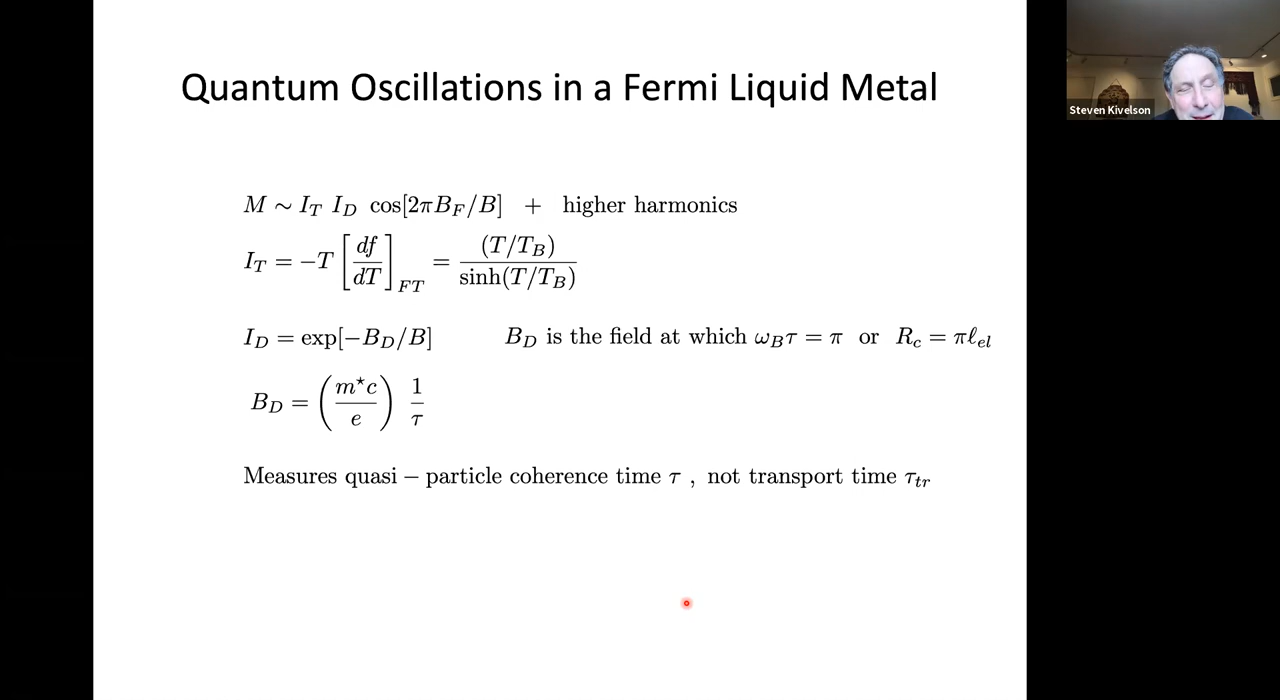 Quantum Oscillations in a Fermi Liquid Metal
Steven Kivelson
M ∼ I_T I_D cos[2πB_F/B] + higher harmonics
I_T = −T [df/dT]_FT = (T/T_B) / sinh(T/T_B)
I_D = exp[−B_D/B] B_D is the field at which ω_Bτ = π or R_c = πℓ_el
B_D = (m⋆c/e) 1/τ
Measures quasi − particle coherence time τ , not transport time τ_tr